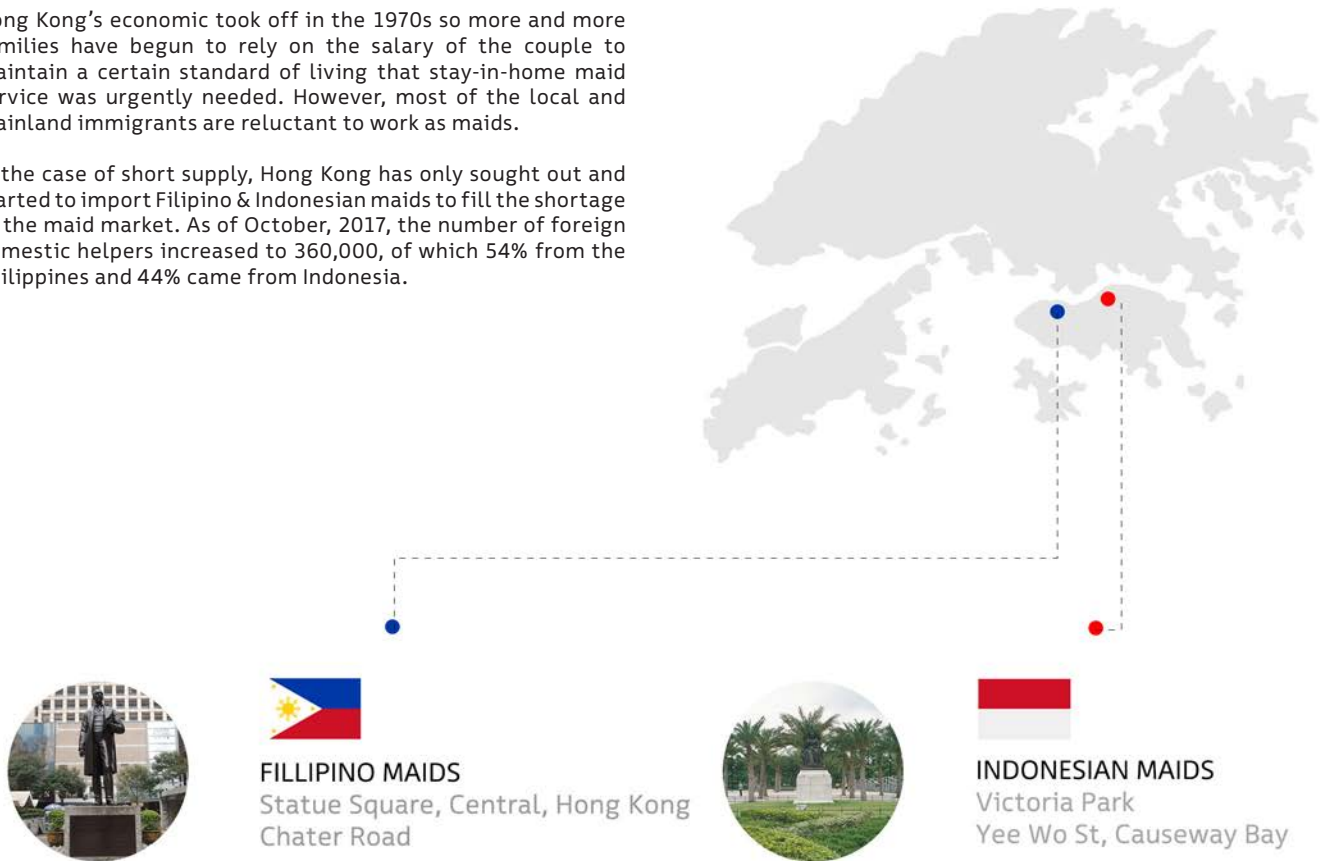 ong Kong’s economic took off in the 1970s so more and more
milies have begun to rely on the salary of the couple to
aintain a certain standard of living that stay-in-home maid
rvice was urgently needed. However, most of the local and
ainland immigrants are reluctant to work as maids.
the case of short supply, Hong Kong has only sought out and
arted to import Filipino & Indonesian maids to fill the shortage
the maid market. As of October, 2017, the number of foreign
mestic helpers increased to 360,000, of which 54% from the
ilippines and 44% came from Indonesia.
FILLIPINO MAIDS
Statue Square, Central, Hong Kong
Chater Road
INDONESIAN MAIDS
Victoria Park
Yee Wo St, Causeway Bay